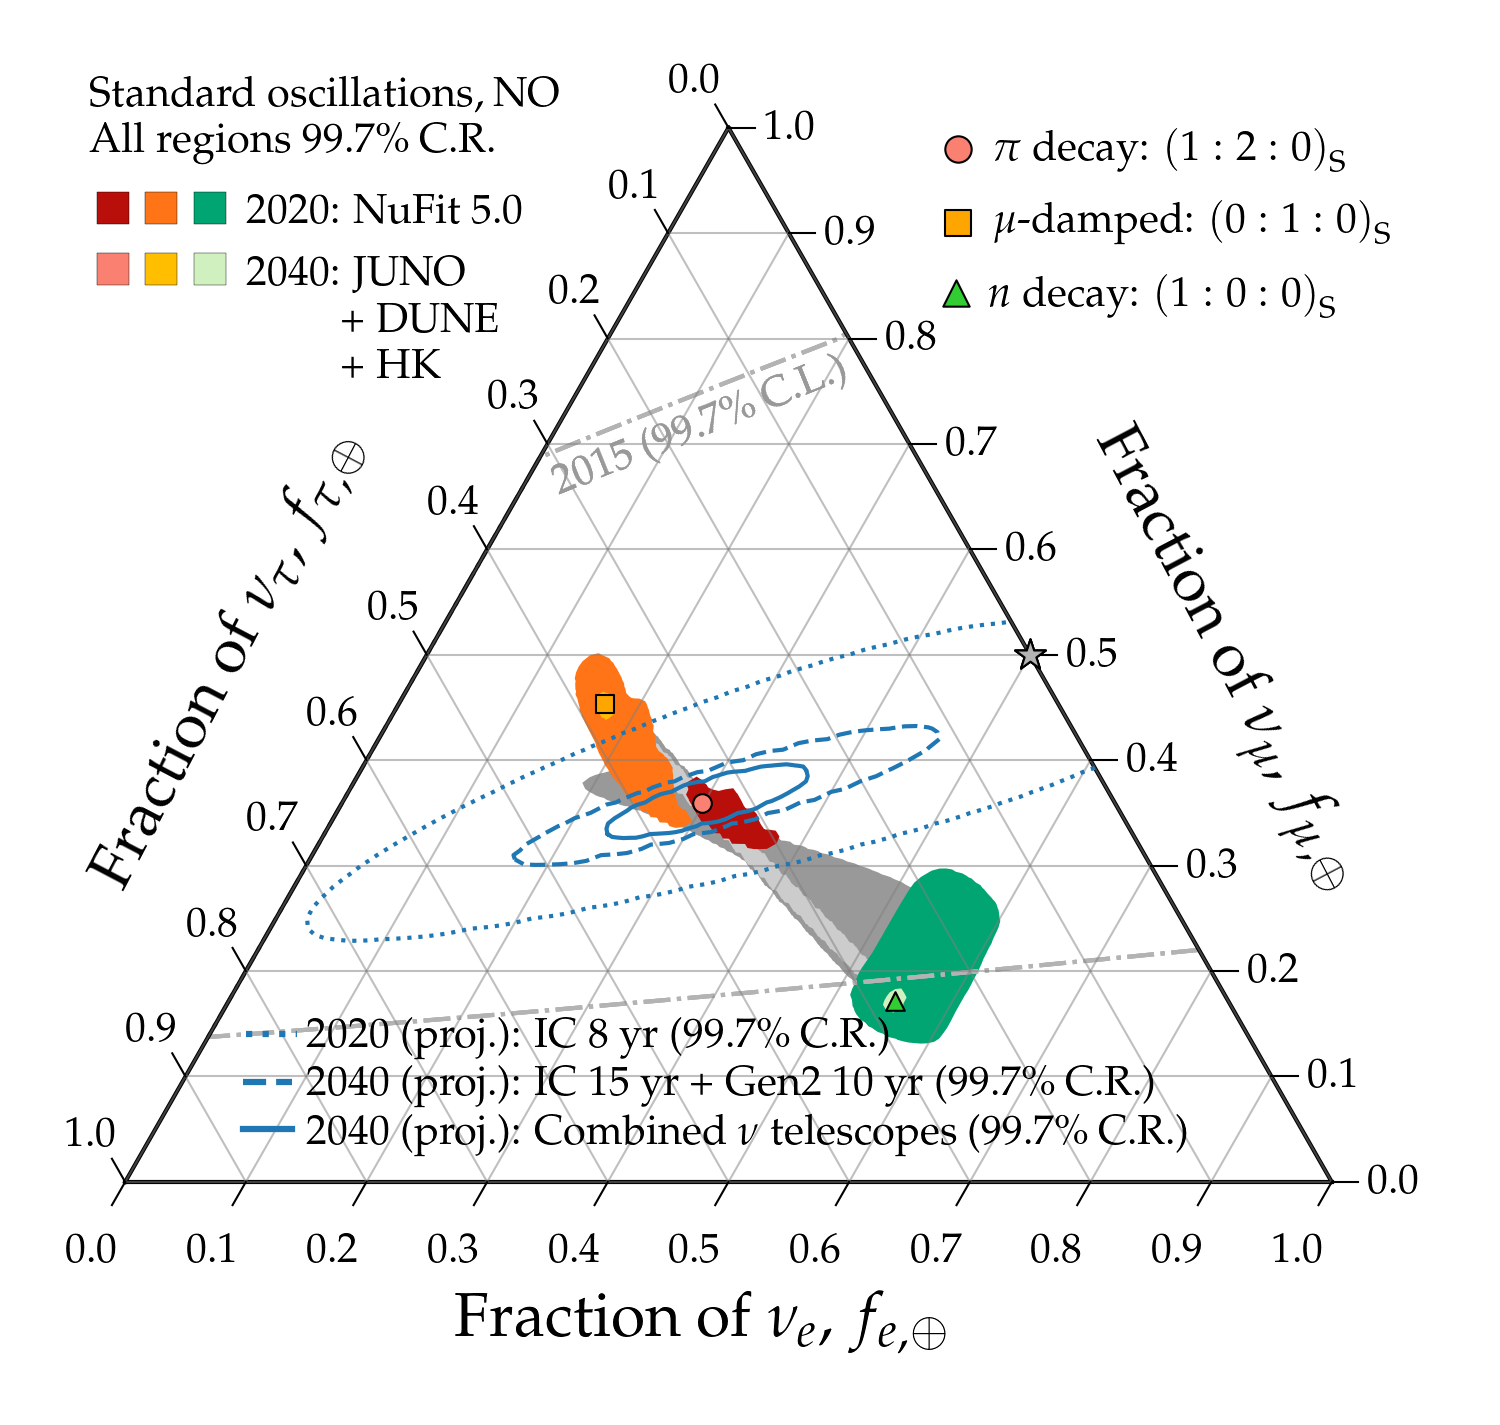 Standard oscillations, NO
All regions 99.7% C.R.
2020: NuFit 5.0
2040: JUNO
+ DUNE
+ HK
π decay: (1 : 2 : 0)S
μ-damped: (0 : 1 : 0)S
n decay: (1 : 0 : 0)S
0.0
0.1
0.2
0.3
0.4
0.5
0.6
0.7
0.8
0.9
1.0
Fraction of ντ, fτ,⊕
1.0
0.9
0.8
0.7
0.6
0.5
0.4
0.3
0.2
0.1
0.0
Fraction of νμ, fμ,⊕
2015 (99.7% C.L.)
2020 (proj.): IC 8 yr (99.7% C.R.)
2040 (proj.): IC 15 yr + Gen2 10 yr (99.7% C.R.)
2040 (proj.): Combined ν telescopes (99.7% C.R.)
0.0 0.1 0.2 0.3 0.4 0.5 0.6 0.7 0.8 0.9 1.0
Fraction of νe, fe,⊕